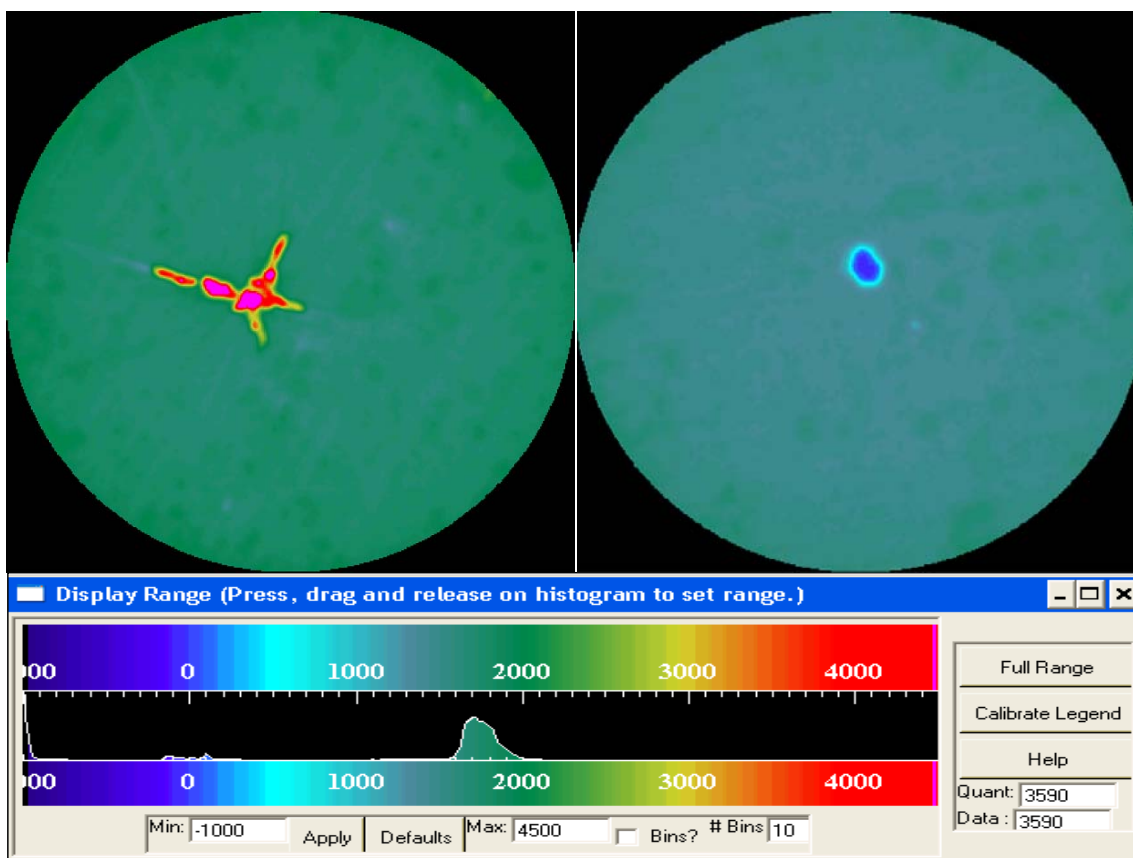 Display Range (Press, drag and release on histogram to set range.)
00 0 1000 2000 3000 4000
00 0 1000 2000 3000 4000
Min: -1000 Apply Defaults Max: 4500 Bins? # Bins 10
Full Range
Calibrate Legend
Help
Quant: 3590
Data : 3590